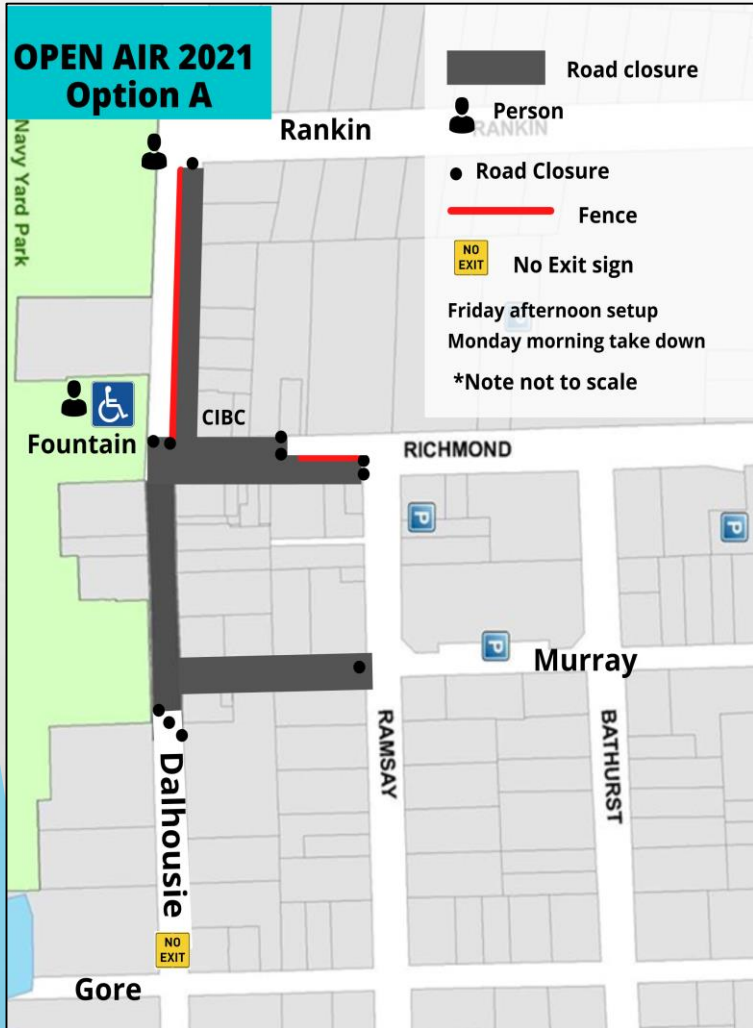 OPEN AIR 2021
Option A
Road closure
Person
Rankin
RANKIN
Navy Yard Park
Road Closure
Fence
NO
EXIT
No Exit sign
Friday afternoon setup
P
Monday morning take down
*Note not to scale
CIBC
Fountain
RICHMOND
P
P
P
Murray
RAMSAY
BATHURST
Dalhousie
NO
EXIT
Gore